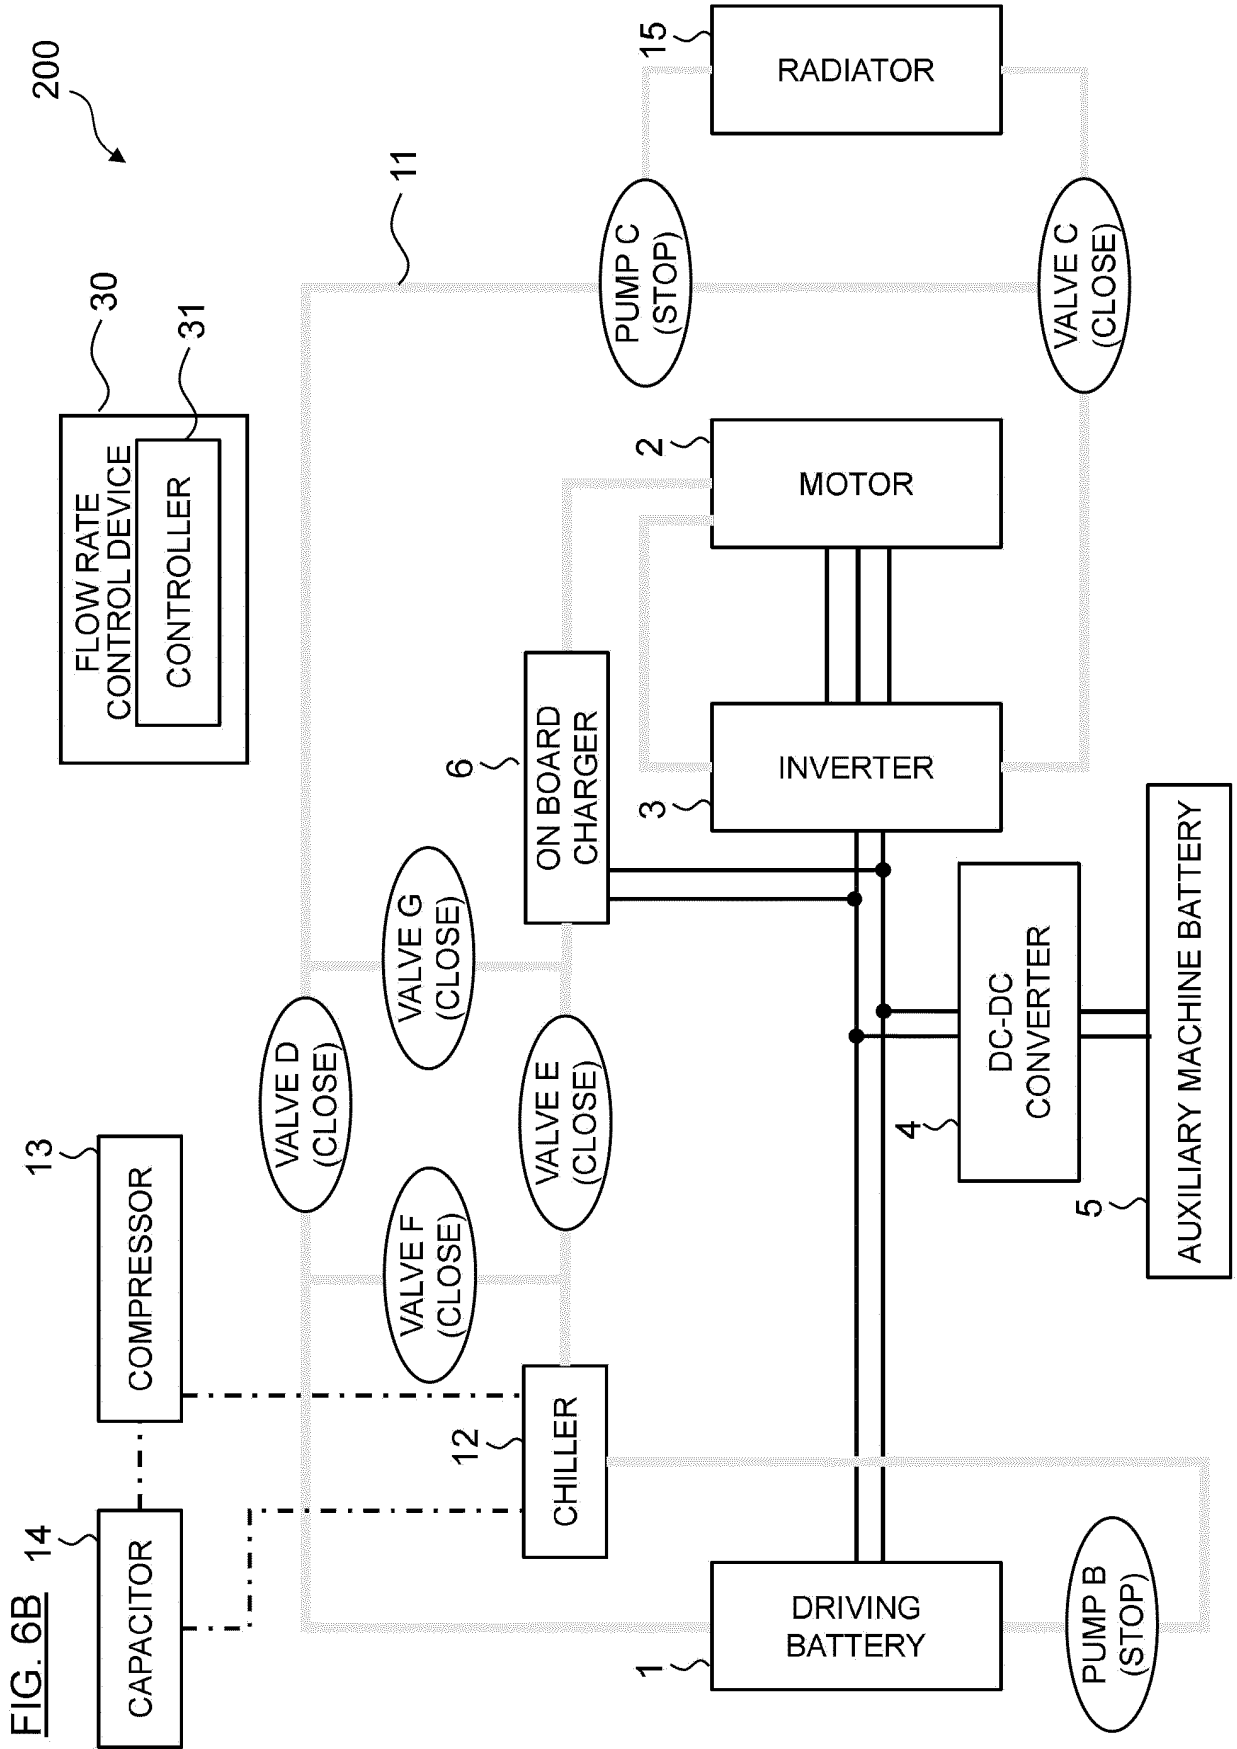 FIG. 6B
200
FLOW RATE
CONTROL DEVICE
30
CONTROLLER
31
CAPACITOR
14
COMPRESSOR
13
VALVE D
(CLOSE)
11
VALVE F
(CLOSE)
VALVE G
(CLOSE)
CHILLER
12
VALVE E
(CLOSE)
ON BOARD
CHARGER
6
PUMP C
(STOP)
15
RADIATOR
DRIVING
BATTERY
1
INVERTER
3
MOTOR
2
DC-DC
CONVERTER
4
VALVE C
(CLOSE)
PUMP B
(STOP)
AUXILIARY MACHINE BATTERY
5